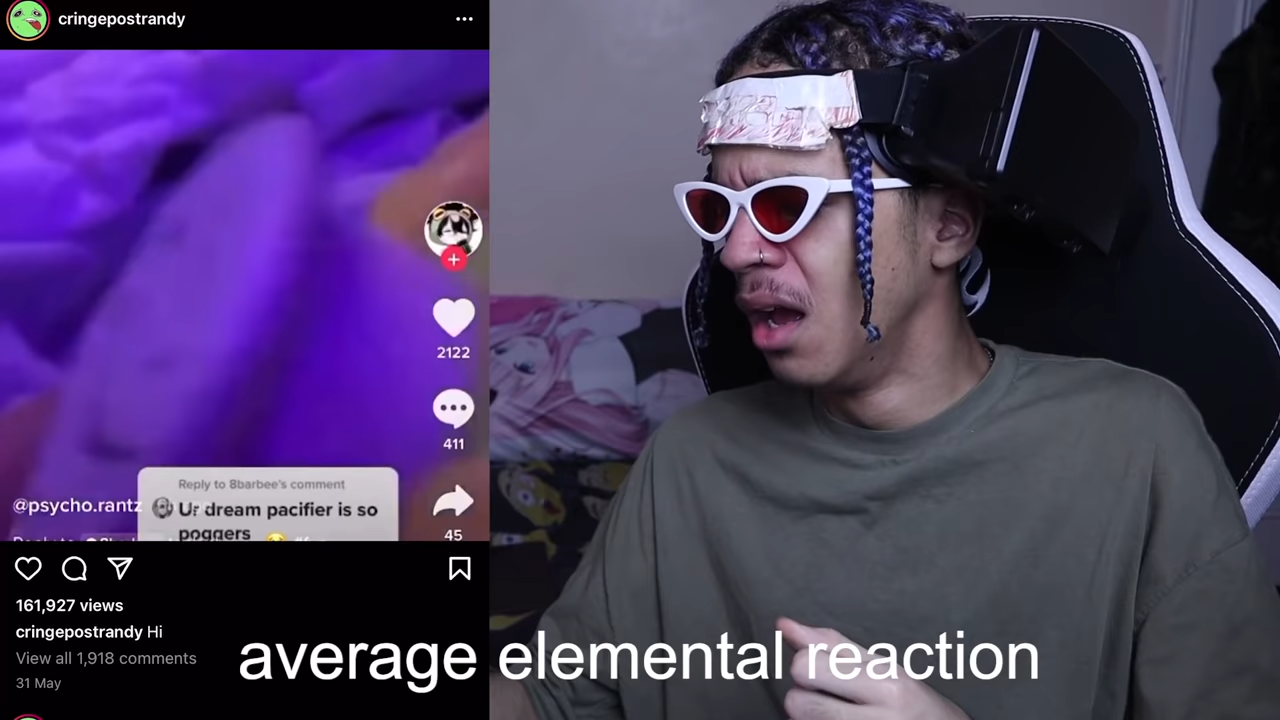 cringepostrandy
2122
411
Reply to 8barbee's comment
Ur dream pacifier is so
poggers
@psycho.rantz
45
161,927 views
cringepostrandy Hi
View all 1,918 comments
31 May
average elemental reaction